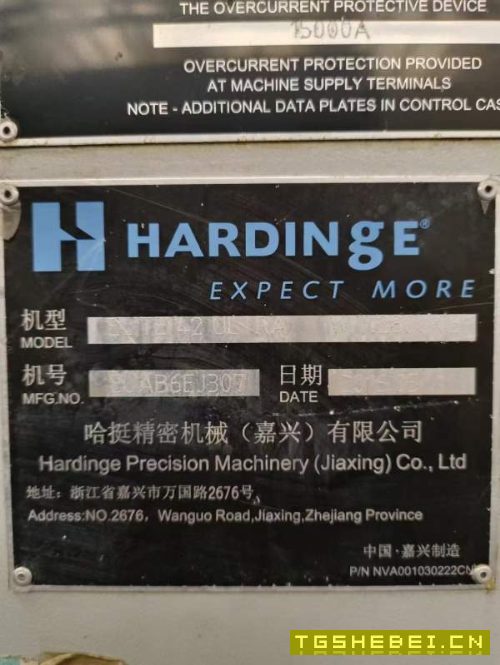 THE OVERCURRENT PROTECTIVE DEVICE
15000A
OVERCURRENT PROTECTION PROVIDED
AT MACHINE SUPPLY TERMINALS
NOTE - ADDITIONAL DATA PLATES IN CONTROL CAS
HARDINGE®
EXPECT MORE
机型
MODEL
机号
MFG.NO.
日期
DATE
哈挺精密机械（嘉兴）有限公司
Hardinge Precision Machinery (Jiaxing) Co., Ltd
地址: 浙江省嘉兴市万国路2676号
Address:NO.2676, Wanguo Road,Jiaxing,Zhejiang Province
中国·嘉兴制造
P/N NVA001030222CN
TGSHEBEI.CN